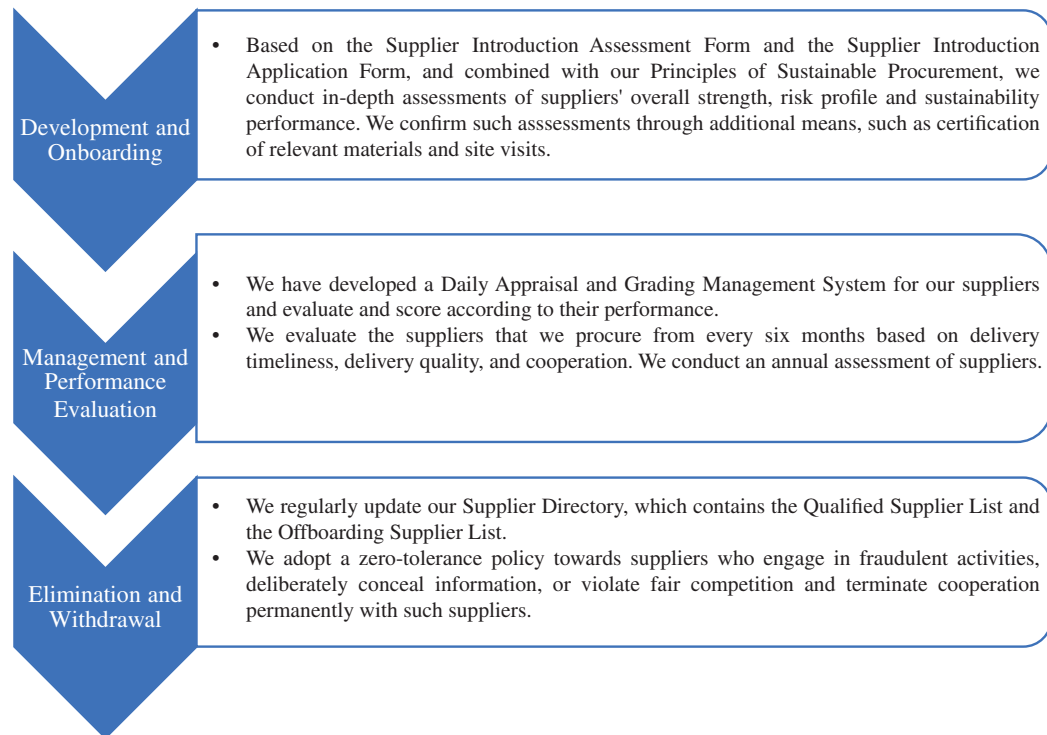 Development and
Onboarding
• Based on the Supplier Introduction Assessment Form and the Supplier Introduction
Application Form, and combined with our Principles of Sustainable Procurement, we
conduct in-depth assessments of suppliers' overall strength, risk profile and sustainability
performance. We confirm such asssessments through additional means, such as certification
of relevant materials and site visits.
Management and
Performance
Evaluation
• We have developed a Daily Appraisal and Grading Management System for our suppliers
and evaluate and score according to their performance.
• We evaluate the suppliers that we procure from every six months based on delivery
timeliness, delivery quality, and cooperation. We conduct an annual assessment of suppliers.
Elimination and
Withdrawal
• We regularly update our Supplier Directory, which contains the Qualified Supplier List and
the Offboarding Supplier List.
• We adopt a zero-tolerance policy towards suppliers who engage in fraudulent activities,
deliberately conceal information, or violate fair competition and terminate cooperation
permanently with such suppliers.